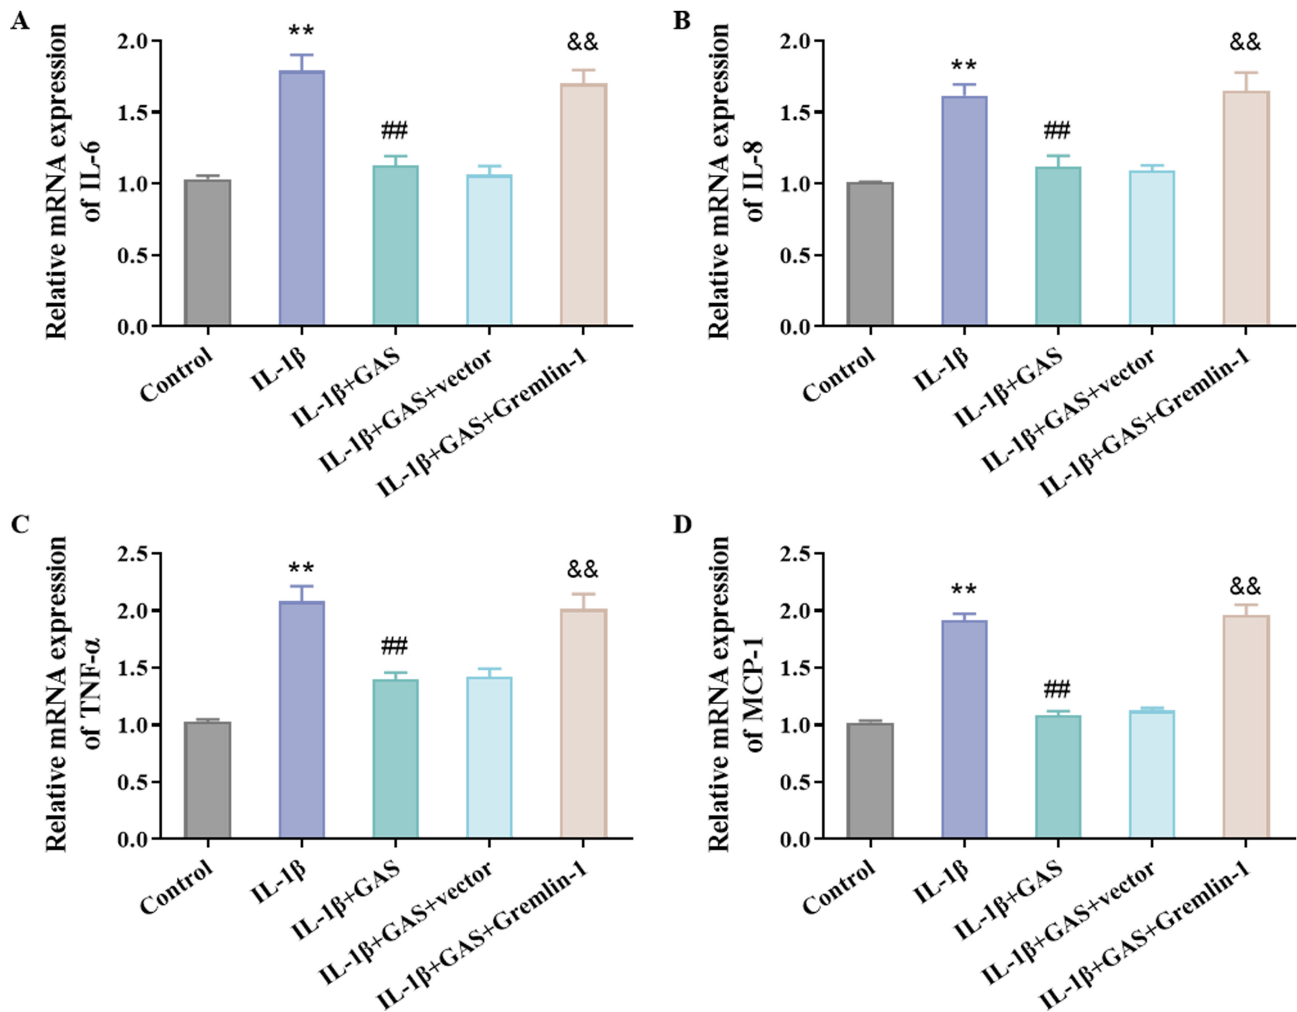 A
Relative mRNA expression
of IL-6
2.0
1.5
1.0
0.5
0.0
**
##
&&
Control
IL-1β
IL-1β+GAS
IL-1β+GAS+vector
IL-1β+GAS+Gremlin-1
B
Relative mRNA expression
of IL-8
2.0
1.5
1.0
0.5
0.0
**
##
&&
Control
IL-1β
IL-1β+GAS
IL-1β+GAS+vector
IL-1β+GAS+Gremlin-1
C
Relative mRNA expression
of TNF-α
2.5
2.0
1.5
1.0
0.5
0.0
**
##
&&
Control
IL-1β
IL-1β+GAS
IL-1β+GAS+vector
IL-1β+GAS+Gremlin-1
D
Relative mRNA expression
of MCP-1
2.5
2.0
1.5
1.0
0.5
0.0
**
##
&&
Control
IL-1β
IL-1β+GAS
IL-1β+GAS+vector
IL-1β+GAS+Gremlin-1